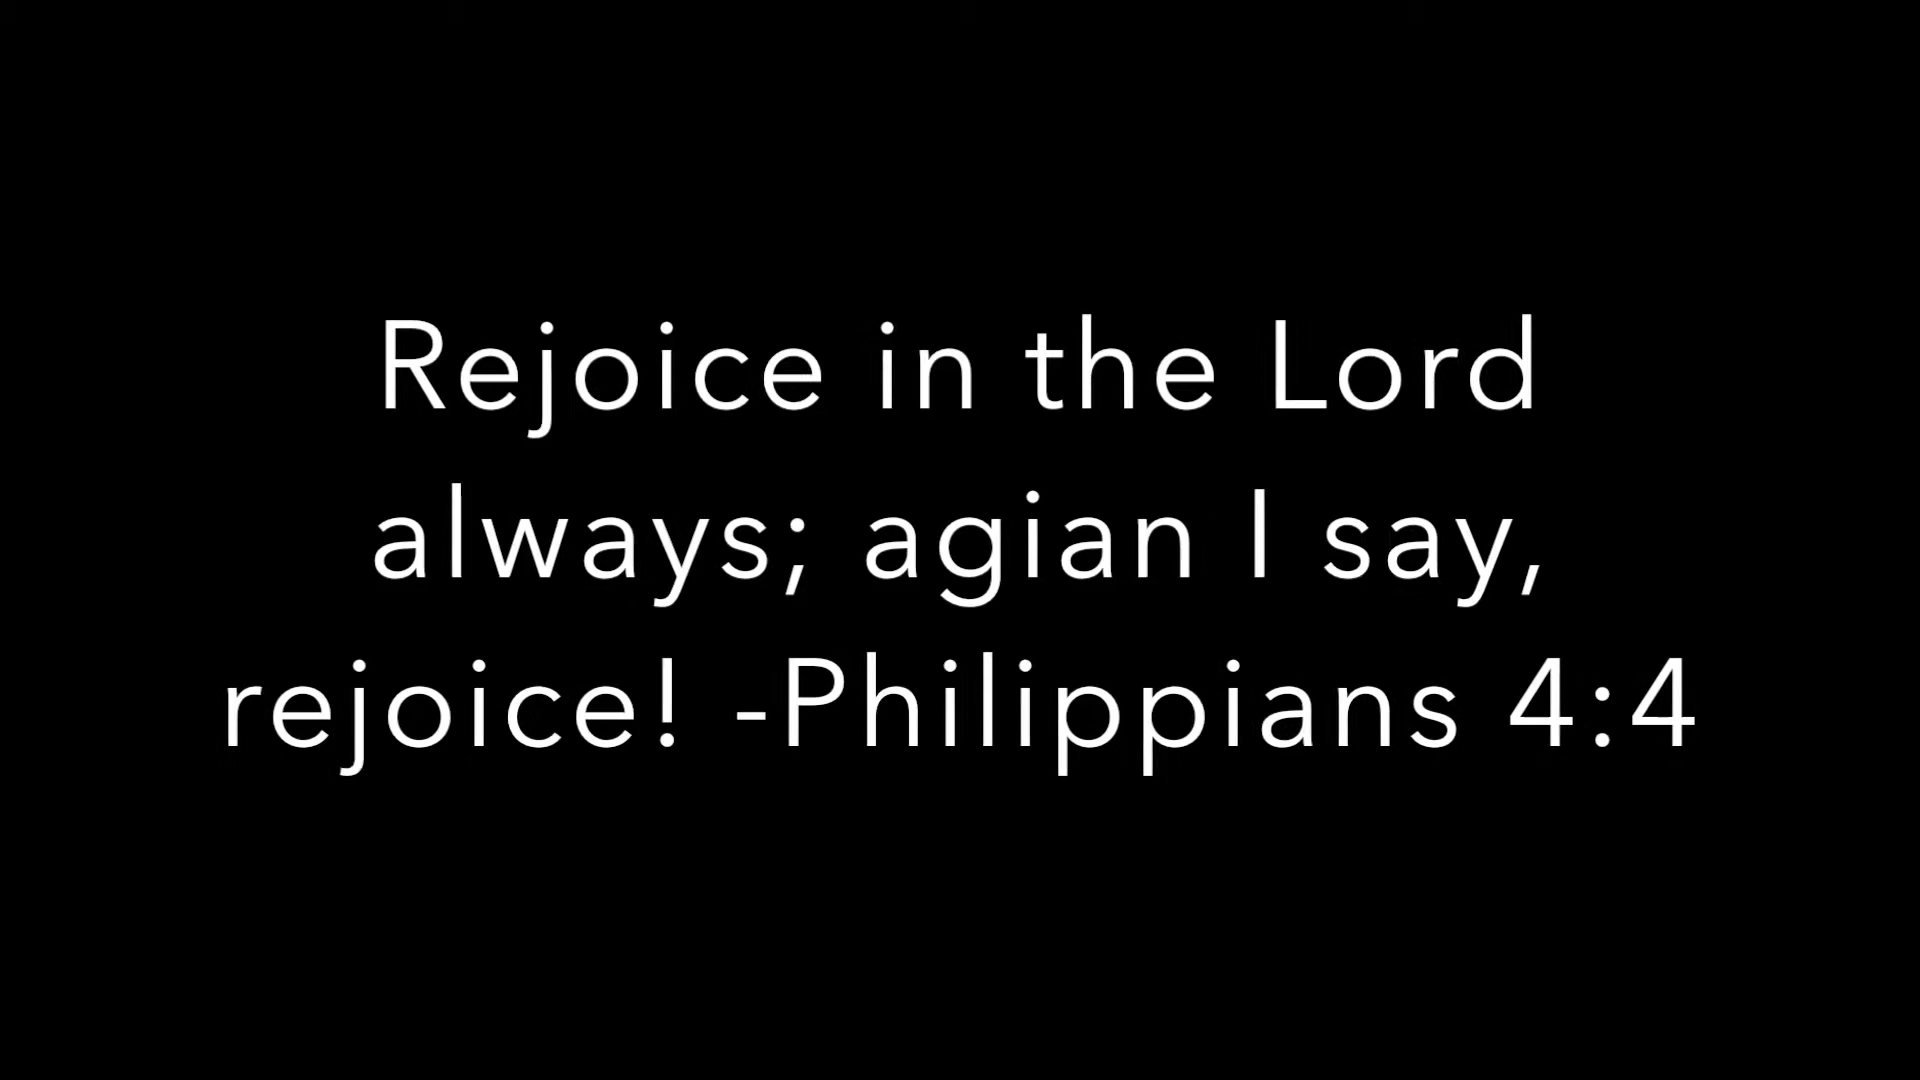 Rejoice in the Lord
always; agian I say,
rejoice! -Philippians 4:4